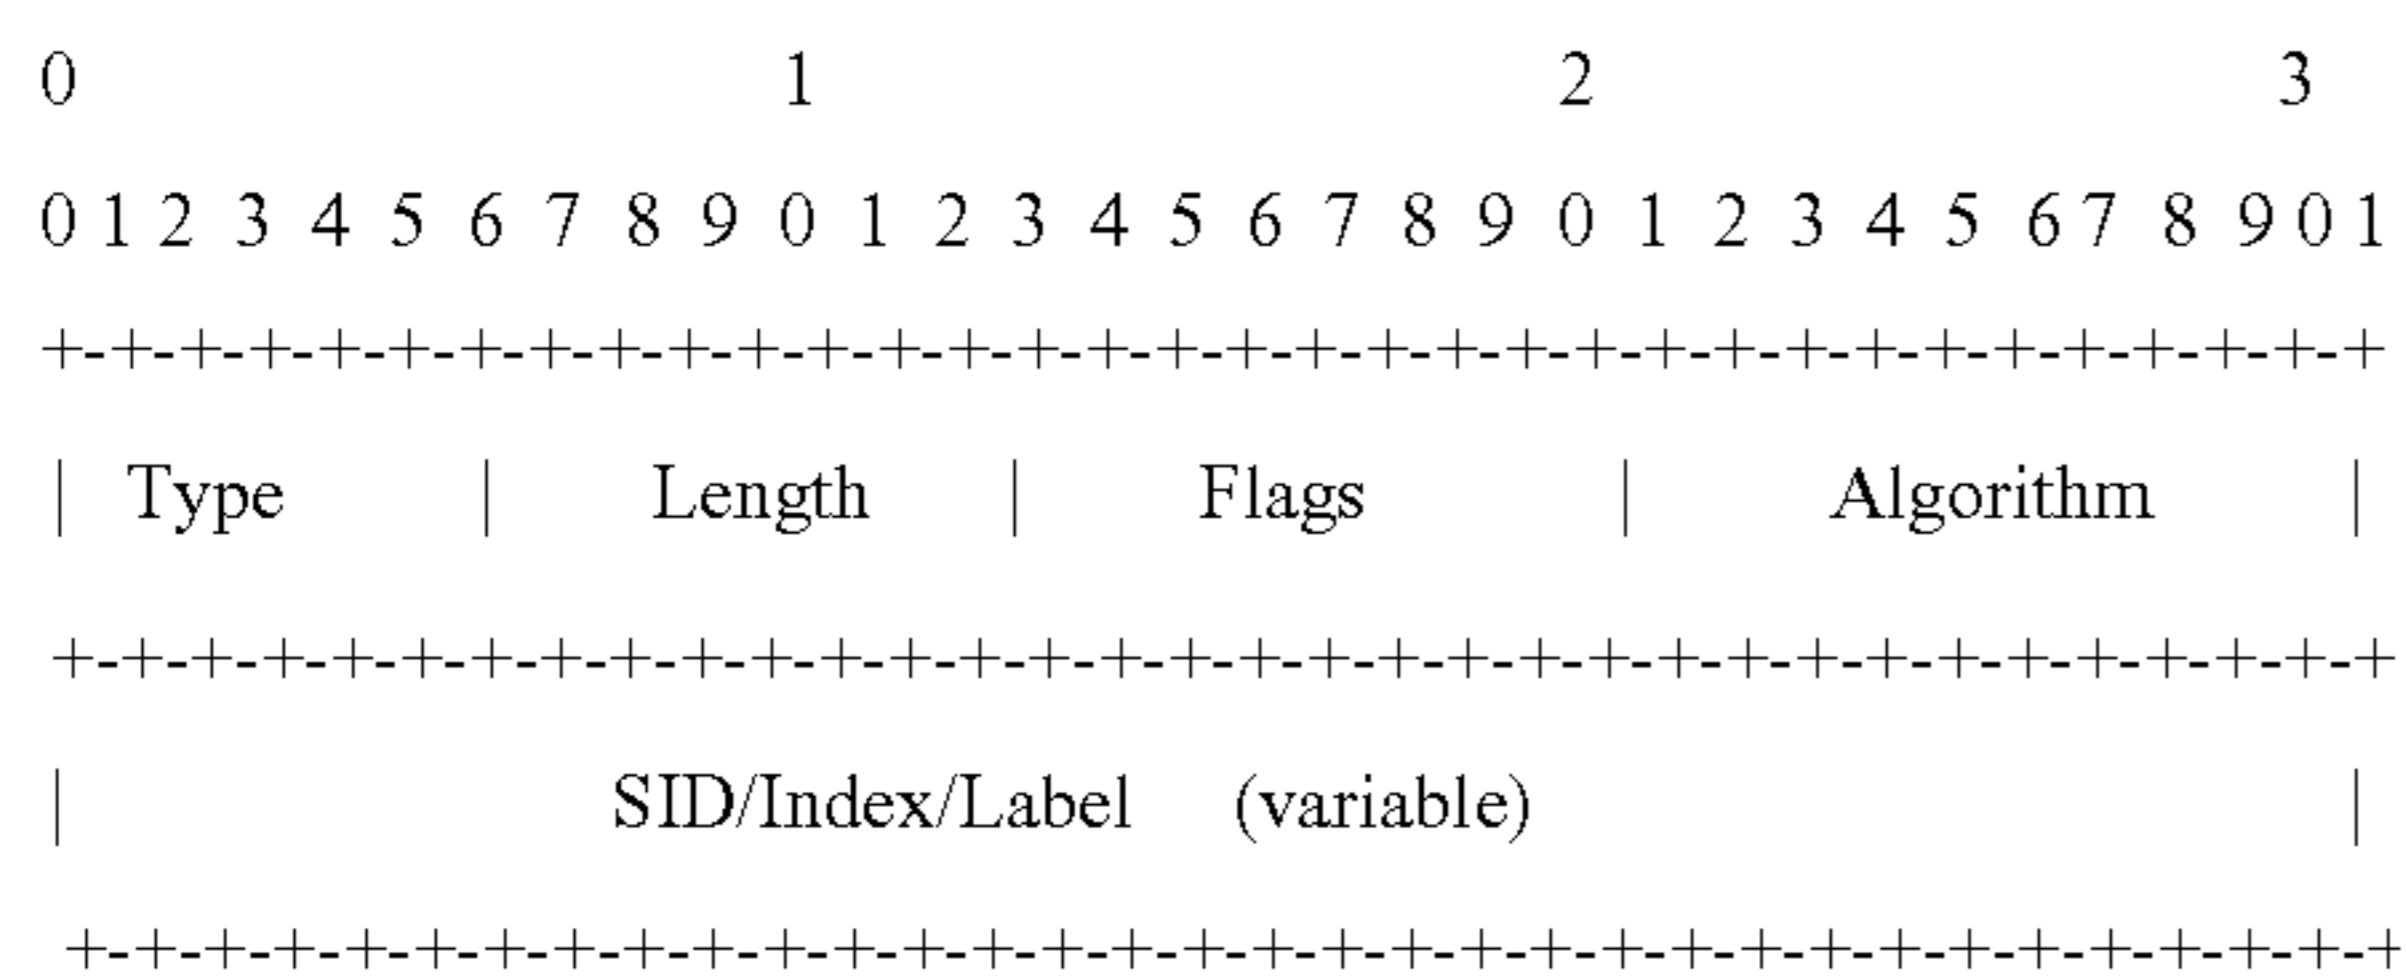 0 1 2 3
0 1 2 3 4 5 6 7 8 9 0 1 2 3 4 5 6 7 8 9 0 1 2 3 4 5 6 7 8 9 0 1
+-+-+-+-+-+-+-+-+-+-+-+-+-+-+-+-+-+-+-+-+-+-+-+-+-+-+-+-+-+-+-+-+-+-+
| Type | Length | Flags | Algorithm |
+-+-+-+-+-+-+-+-+-+-+-+-+-+-+-+-+-+-+-+-+-+-+-+-+-+-+-+-+-+-+-+-+-+-+
| SID/Index/Label (variable) |
+-+-+-+-+-+-+-+-+-+-+-+-+-+-+-+-+-+-+-+-+-+-+-+-+-+-+-+-+-+-+-+-+-+-+